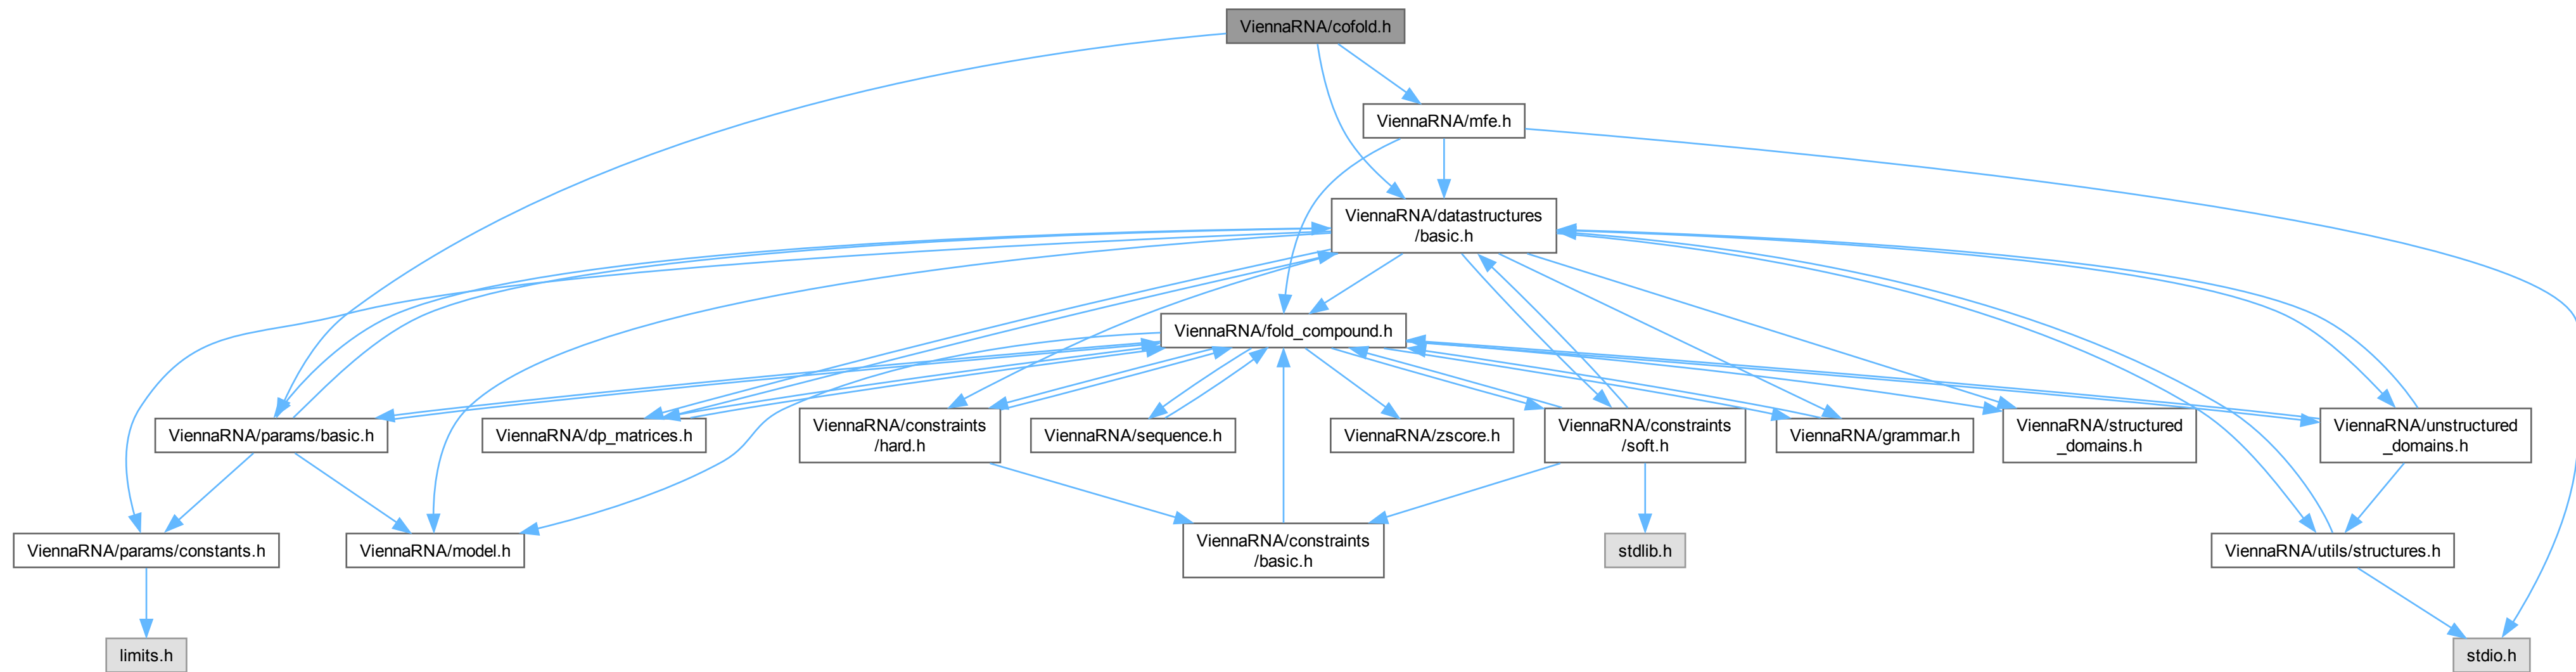 ViennaRNA/cofold.h
ViennaRNA/mfe.h
ViennaRNA/datastructures
/basic.h
ViennaRNA/fold_compound.h
ViennaRNA/params/basic.h
ViennaRNA/dp_matrices.h
ViennaRNA/constraints
/hard.h
ViennaRNA/sequence.h
ViennaRNA/zscore.h
ViennaRNA/constraints
/soft.h
ViennaRNA/grammar.h
ViennaRNA/structured
_domains.h
ViennaRNA/unstructured
_domains.h
ViennaRNA/params/constants.h
ViennaRNA/model.h
ViennaRNA/constraints
/basic.h
stdlib.h
ViennaRNA/utils/structures.h
limits.h
stdio.h